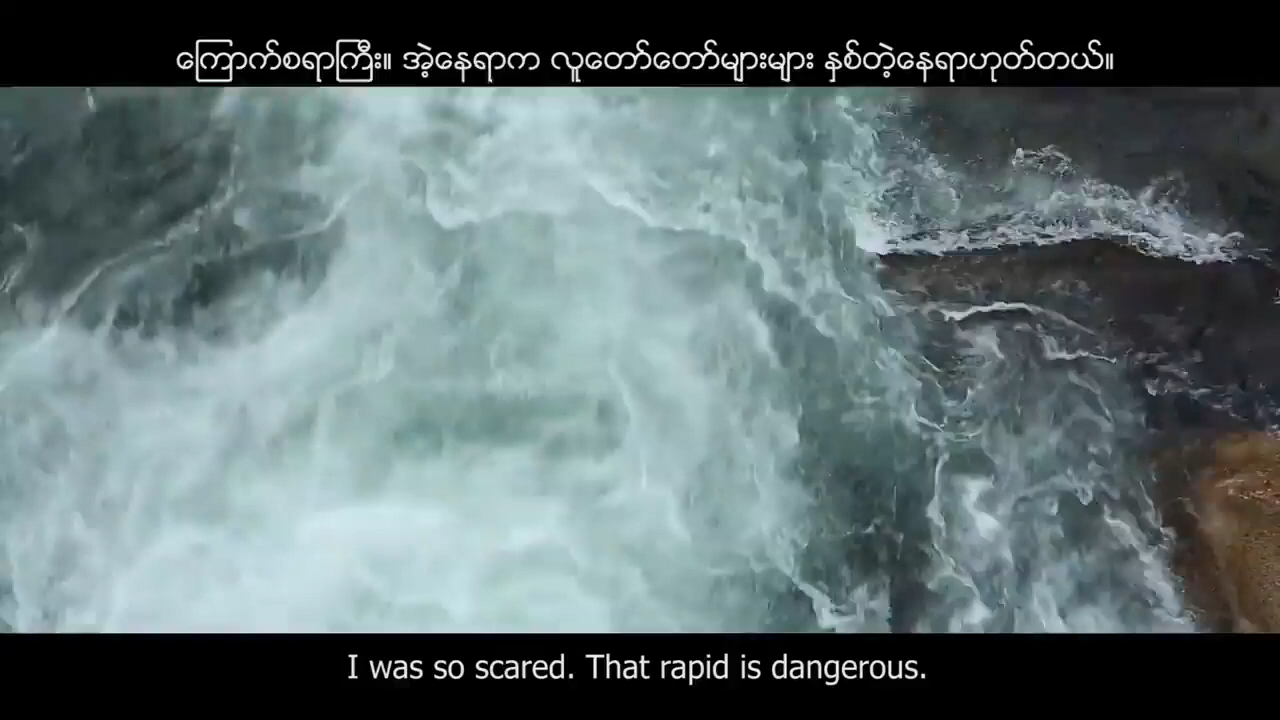 ကြောက်စရာကြီး။ အဲ့နေရာက လူတော်တော်များများ နှစ်တဲ့နေရာဟုတ်တယ်။
I was so scared. That rapid is dangerous.